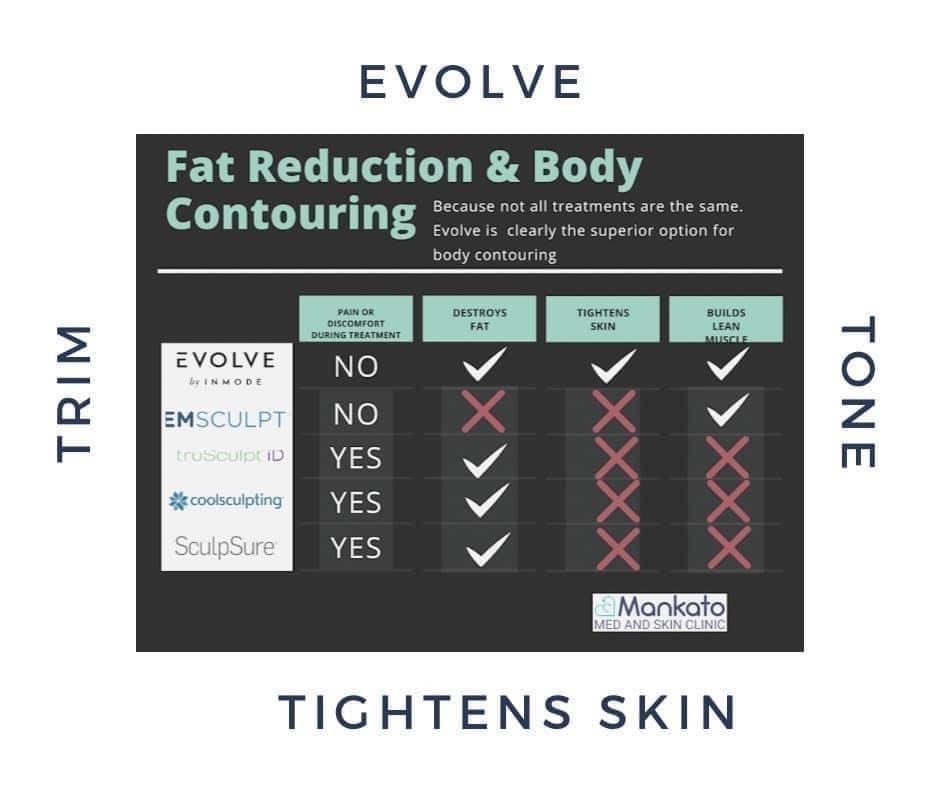 EVOLVE
Fat Reduction & Body
Contouring
Because not all treatments are the same.
Evolve is clearly the superior option for
body contouring
PAIN OR
DISCOMFORT
DURING TREATMENT
DESTROYS
FAT
TIGHTENS
SKIN
BUILDS
LEAN
MUSCLE
EVOLVE
by INMODE
NO
EMSCULPT
NO
truSculpt iD
YES
coolsculpting
YES
SculpSure
YES
Mankato
MED AND SKIN CLINIC
TRIM
TONE
TIGHTENS SKIN